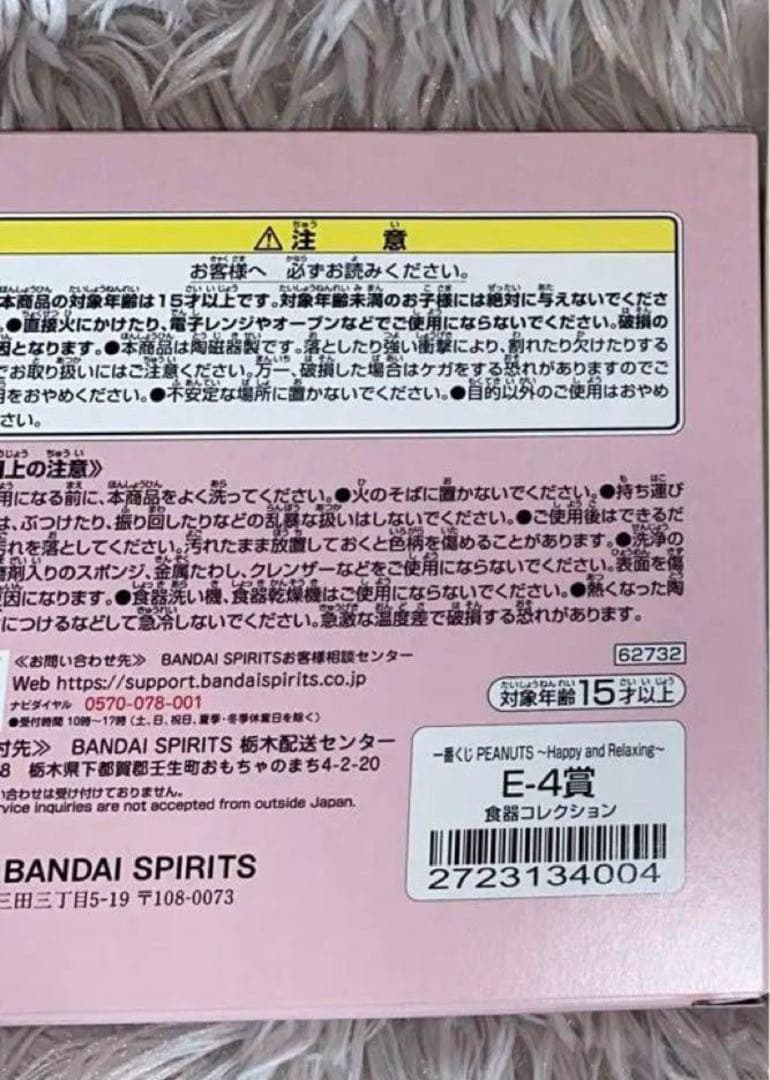 注意
お客様へ 必ずお読みください。
本商品の対象年齢は15才以上です。対象年齢未満のお子様には絶対に与えないでくださ
。●直接火にかけたり、電子レンジやオーブンなどでご使用にならないでください。破損の
因となります。●本商品は陶磁器製です。落としたり強い衝撃により、割れたり欠けたりする
でお取り扱いにはご注意ください。万一、破損した場合はケガをする恐れがありますのでご
用をおやめください。●不安定な場所に置かないでください。●目的以外のご使用はおやめ
さい。
用上の注意》
用になる前に、本商品をよく洗ってください。●火のそばに置かないでください。●持ち運び
は、ぶつけたり、振り回したりなどの乱暴な扱いはしないでください。●ご使用後はできるだ
汚れを落としてください。汚れたまま放置しておくと色柄を傷めることがあります。●洗浄の
磨剤入りのスポンジ、金属たわし、クレンザーなどをご使用にならないでください。表面を傷
原因になります。●食器洗い機、食器乾燥機はご使用にならないでください。●熱くなった陶
につけるなどして急冷しないでください。急激な温度差で破損する恐れがあります。
《お問い合わせ先》 BANDAI SPIRITSお客様相談センター
62732
Web https://support.bandaispirits.co.jp
対象年齢15才以上
ナビダイヤル 0570-078-001
●受付時間 10時〜17時(土、日、祝日、夏季・冬季休業日を除く)
付先》 BANDAI SPIRITS 栃木配送センター
8 栃木県下都賀郡壬生町おもちゃのまち4-2-20
い合わせは受け付けておりません。
rvice inquiries are not accepted from outside Japan.
BANDAI SPIRITS
三田三丁目5-19 〒108-0073
一番くじ PEANUTS 〜Happy and Relaxing〜
E-4賞
食器コレクション
2723134004